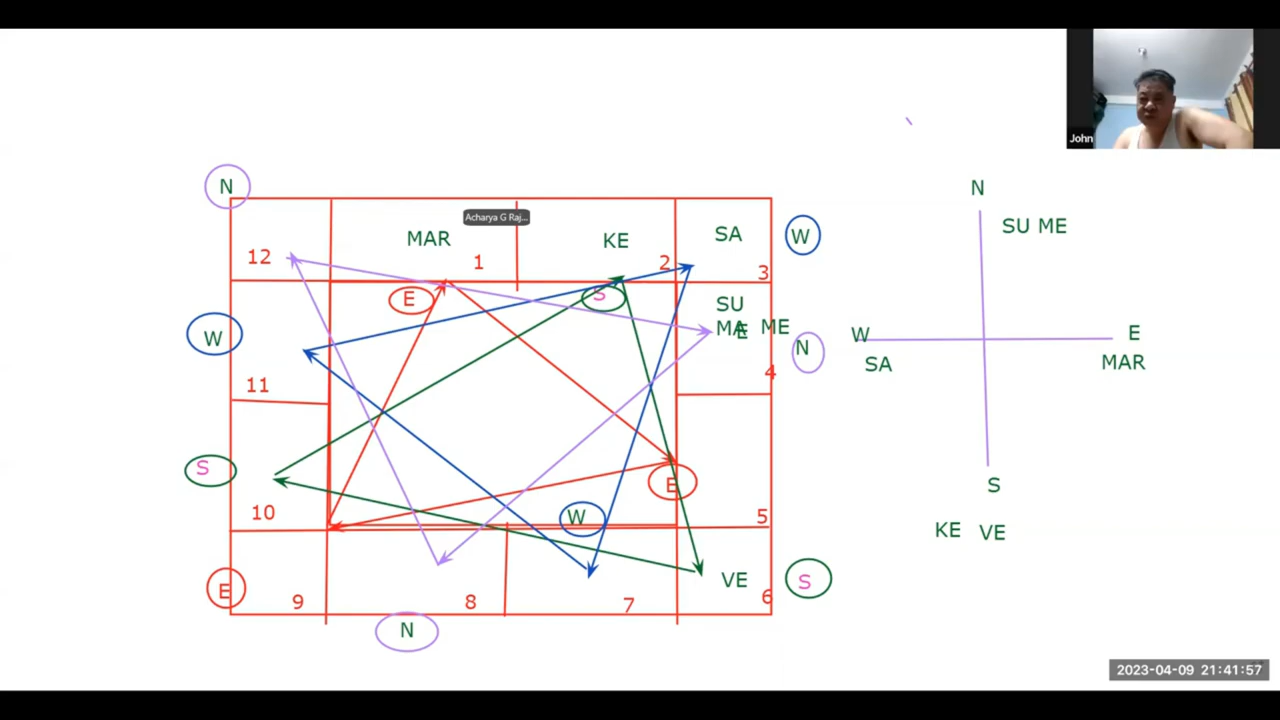 John
N
N
SU ME
Acharya G Raj...
MAR
KE
SA
W
12
1
2
3
E
S
SU
MA ME
E
W
N
W
E
SA
MAR
11
4
S
E
S
W
10
5
KE VE
E
VE
S
9
8
7
6
N
2023-04-09 21:41:57